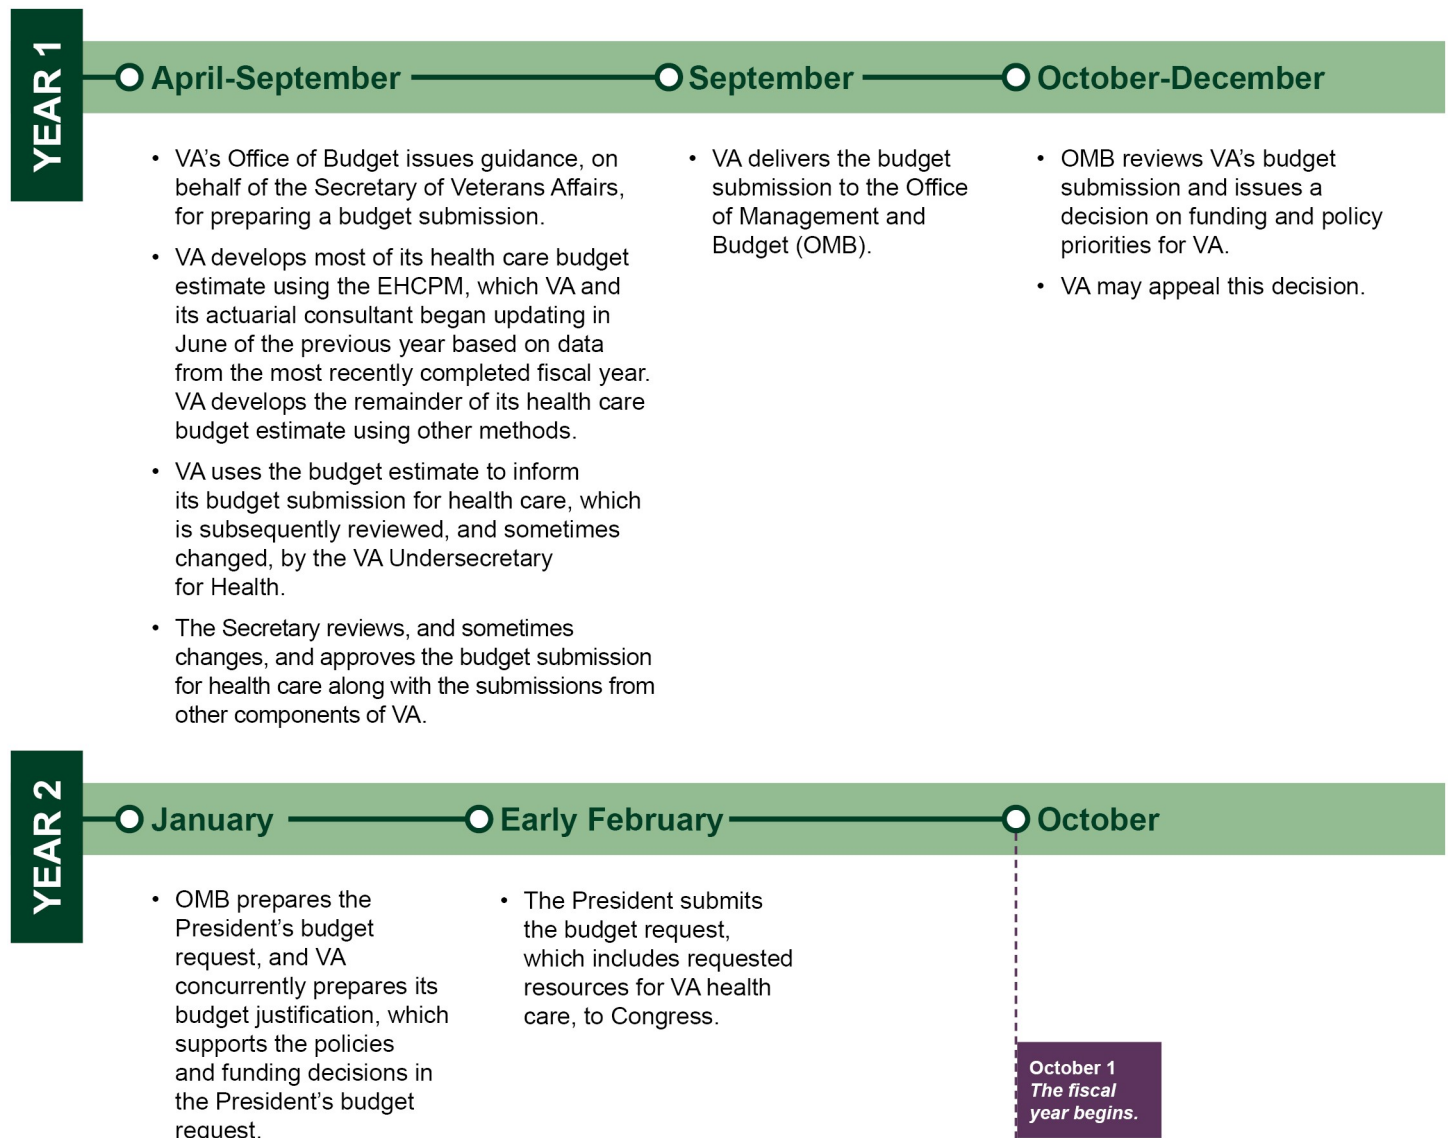 YEAR 1
April-September
September
October-December
• VA’s Office of Budget issues guidance, on
behalf of the Secretary of Veterans Affairs,
for preparing a budget submission.
• VA develops most of its health care budget
estimate using the EHCPM, which VA and
its actuarial consultant began updating in
June of the previous year based on data
from the most recently completed fiscal year.
VA develops the remainder of its health care
budget estimate using other methods.
• VA uses the budget estimate to inform
its budget submission for health care, which
is subsequently reviewed, and sometimes
changed, by the VA Undersecretary
for Health.
• The Secretary reviews, and sometimes
changes, and approves the budget submission
for health care along with the submissions from
other components of VA.
• VA delivers the budget
submission to the Office
of Management and
Budget (OMB).
• OMB reviews VA’s budget
submission and issues a
decision on funding and policy
priorities for VA.
• VA may appeal this decision.
YEAR 2
January
Early February
October
• OMB prepares the
President’s budget
request, and VA
concurrently prepares its
budget justification, which
supports the policies
and funding decisions in
the President’s budget
request.
• The President submits
the budget request,
which includes requested
resources for VA health
care, to Congress.
October 1
The fiscal
year begins.